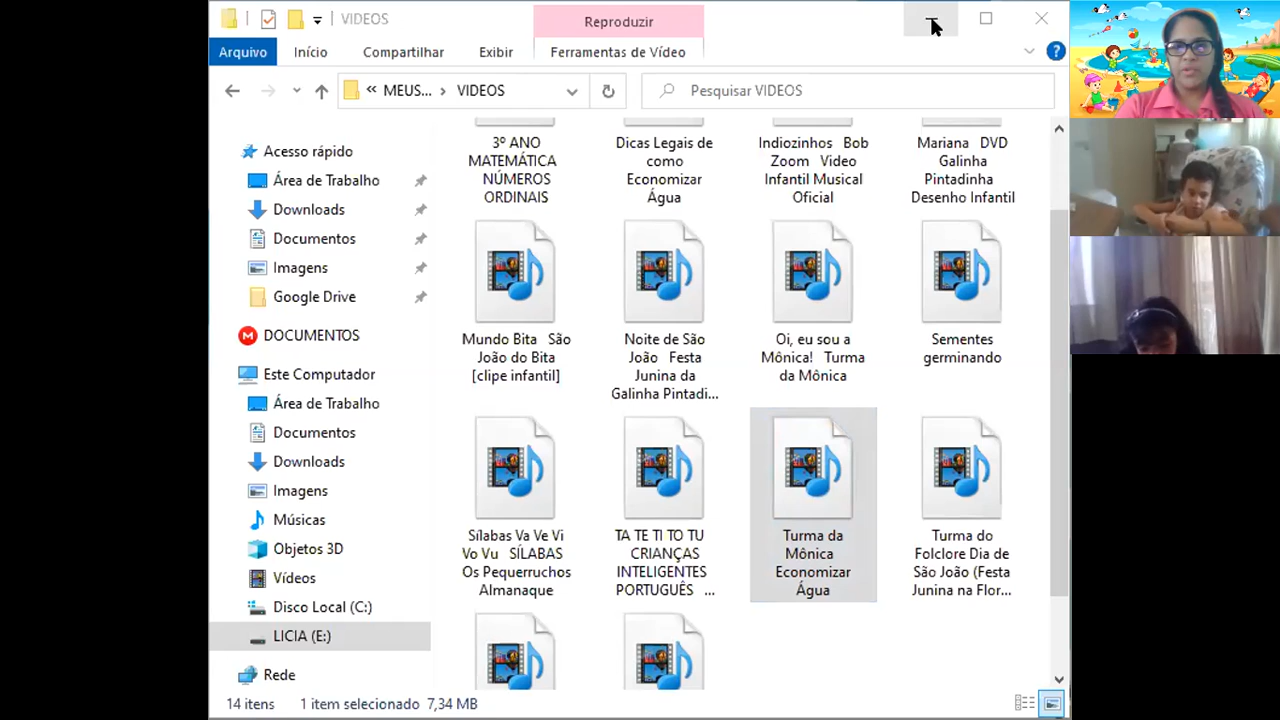 VIDEOS
Reproduzir
Arquivo
Início
Compartilhar
Exibir
Ferramentas de Vídeo
?
« MEUS... › VIDEOS
Pesquisar VIDEOS
Acesso rápido
Área de Trabalho
Downloads
Documentos
Imagens
Google Drive
M DOCUMENTOS
Este Computador
Área de Trabalho
Documentos
Downloads
Imagens
Músicas
Objetos 3D
Vídeos
Disco Local (C:)
LICIA (E:)
Rede
3º ANO
MATEMÁTICA
NÚMEROS
ORDINAIS
Dicas Legais de
como
Economizar
Água
Indiozinhos Bob
Zoom Video
Infantil Musical
Oficial
Mariana DVD
Galinha
Pintadinha
Desenho Infantil
Mundo Bita São
João do Bita
[clipe infantil]
Noite de São
João Festa
Junina da
Galinha Pintadi...
Oi, eu sou a
Mônica! Turma
da Mônica
Sementes
germinando
Sílabas Va Ve Vi
Vo Vu SÍLABAS
Os Pequerruchos
Almanaque
TA TE TI TO TU
CRIANÇAS
INTELIGENTES
PORTUGUÊS ...
Turma da
Mônica
Economizar
Água
Turma do
Folclore Dia de
São João (Festa
Junina na Flor...
14 itens
1 item selecionado 7,34 MB